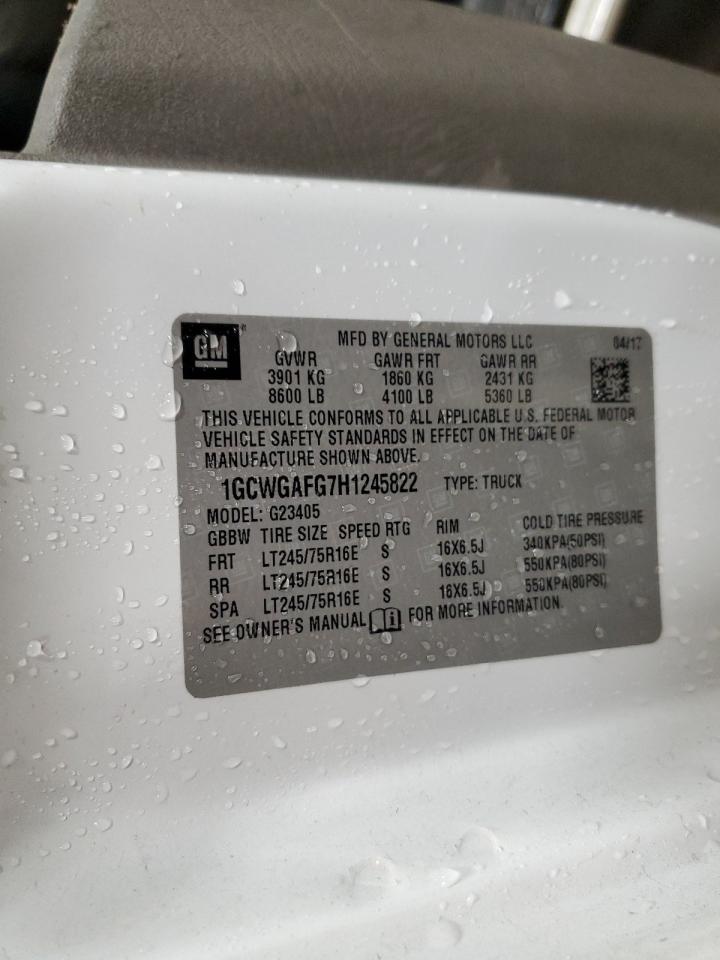 GM
MFD BY GENERAL MOTORS LLC 04/17
GVWR GAWR FRT GAWR RR
3901 KG 1860 KG 2431 KG
8600 LB 4100 LB 5360 LB
THIS VEHICLE CONFORMS TO ALL APPLICABLE U.S. FEDERAL MOTOR
VEHICLE SAFETY STANDARDS IN EFFECT ON THE DATE OF
MANUFACTURE SHOWN ABOVE.
1GCWGAFG7H1245822 TYPE: TRUCK
MODEL: G23405
GBBW TIRE SIZE SPEED RTG RIM COLD TIRE PRESSURE
FRT LT245/75R16E S 16X6.5J 340KPA(50PSI)
RR LT245/75R16E S 16X6.5J 550KPA(80PSI)
SPA LT245/75R16E S 16X6.5J 550KPA(80PSI)
SEE OWNER'S MANUAL FOR MORE INFORMATION.